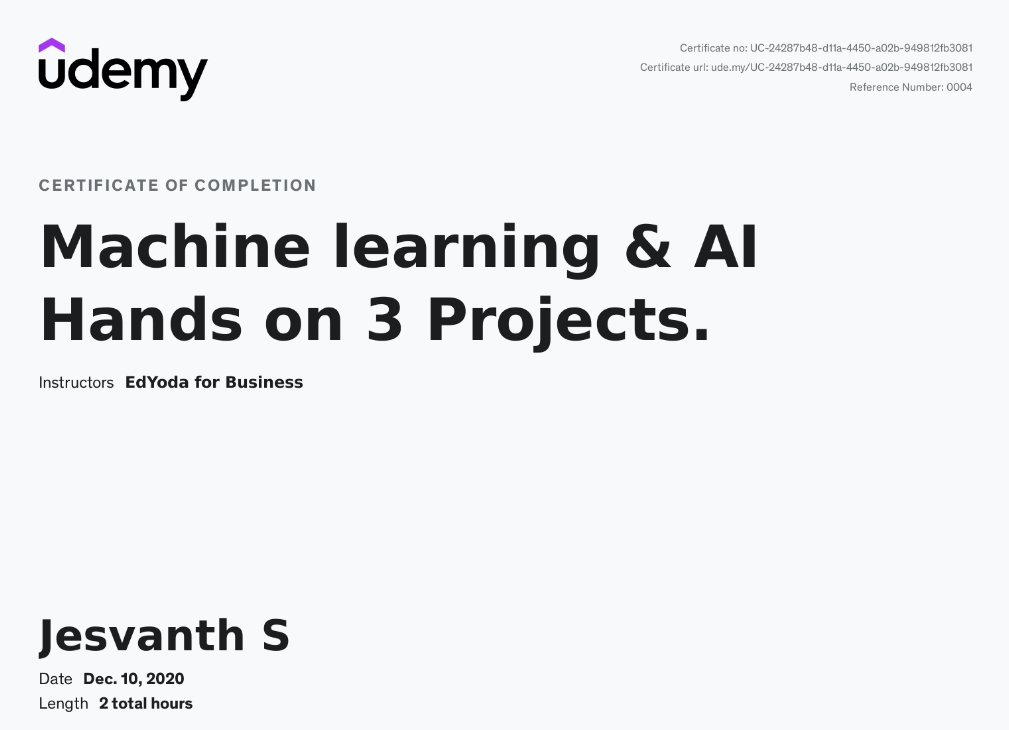 udemy
Certificate no: UC-24287b48-d11a-4450-a02b-949812fb3081
Certificate url: ude.my/UC-24287b48-d11a-4450-a02b-949812fb3081
Reference Number: 0004
CERTIFICATE OF COMPLETION
Machine learning & AI
Hands on 3 Projects.
Instructors EdYoda for Business
Jesvanth S
Date Dec. 10, 2020
Length 2 total hours